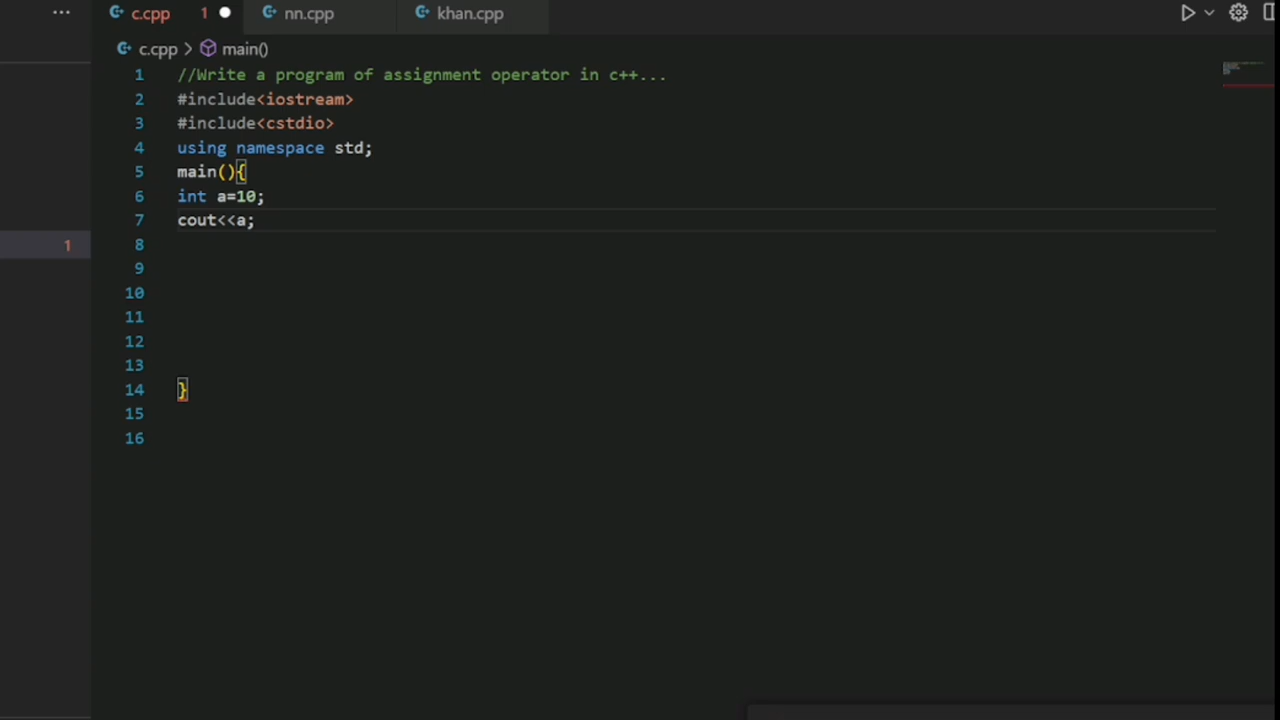 ··· c.cpp 1 nn.cpp khan.cpp
c.cpp > main()
1 //Write a program of assignment operator in c++...
2 #include<iostream>
3 #include<cstdio>
4 using namespace std;
5 main(){
6 int a=10;
7 cout<<a;
1 8
9
10
11
12
13
14 }
15
16